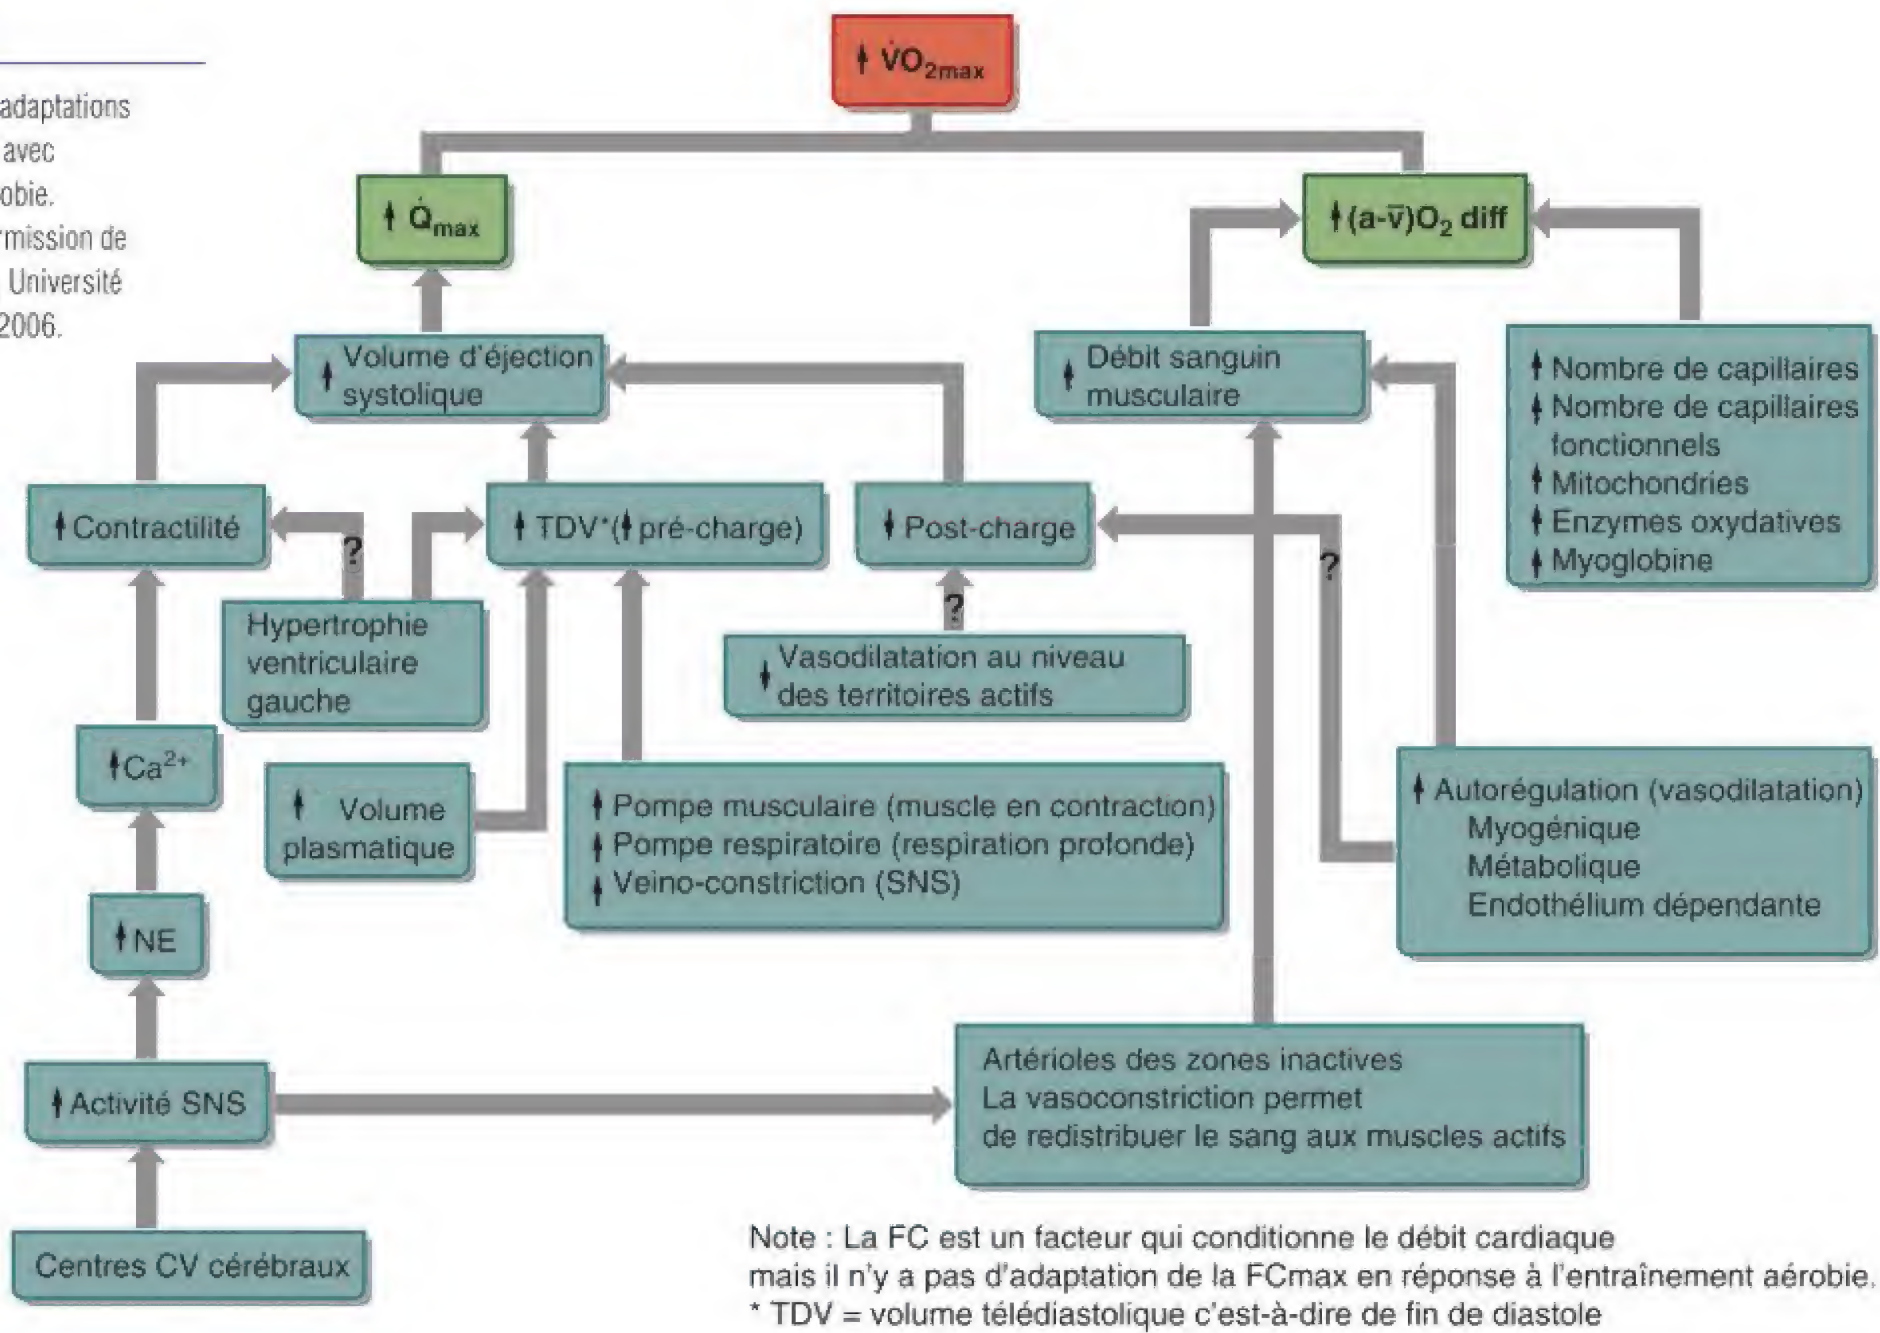 adaptations
avec
obie.
rmission de
Université
2006.
↑ V̇O₂max
↑ Q̇max
↑ (a-v̄)O₂ diff
↑ Volume d'éjection
systolique
↑ Débit sanguin
musculaire
↑ Nombre de capillaires
↑ Nombre de capillaires
fonctionnels
↑ Mitochondries
↑ Enzymes oxydatives
↑ Myoglobine
↑ Contractilité
?
↑ TDV*(↑ pré-charge)
↓ Post-charge
?
?
Hypertrophie
ventriculaire
gauche
Vasodilatation au niveau
des territoires actifs
↑ Ca²⁺
↑ Volume
plasmatique
↑ Pompe musculaire (muscle en contraction)
↑ Pompe respiratoire (respiration profonde)
↑ Veino-constriction (SNS)
↑ Autorégulation (vasodilatation)
Myogénique
Métabolique
Endothélium dépendante
↑ NE
↑ Activité SNS
Artérioles des zones inactives
La vasoconstriction permet
de redistribuer le sang aux muscles actifs
Centres CV cérébraux
Note : La FC est un facteur qui conditionne le débit cardiaque
mais il n'y a pas d'adaptation de la FCmax en réponse à l'entraînement aérobie.
* TDV = volume télédiastolique c'est-à-dire de fin de diastole